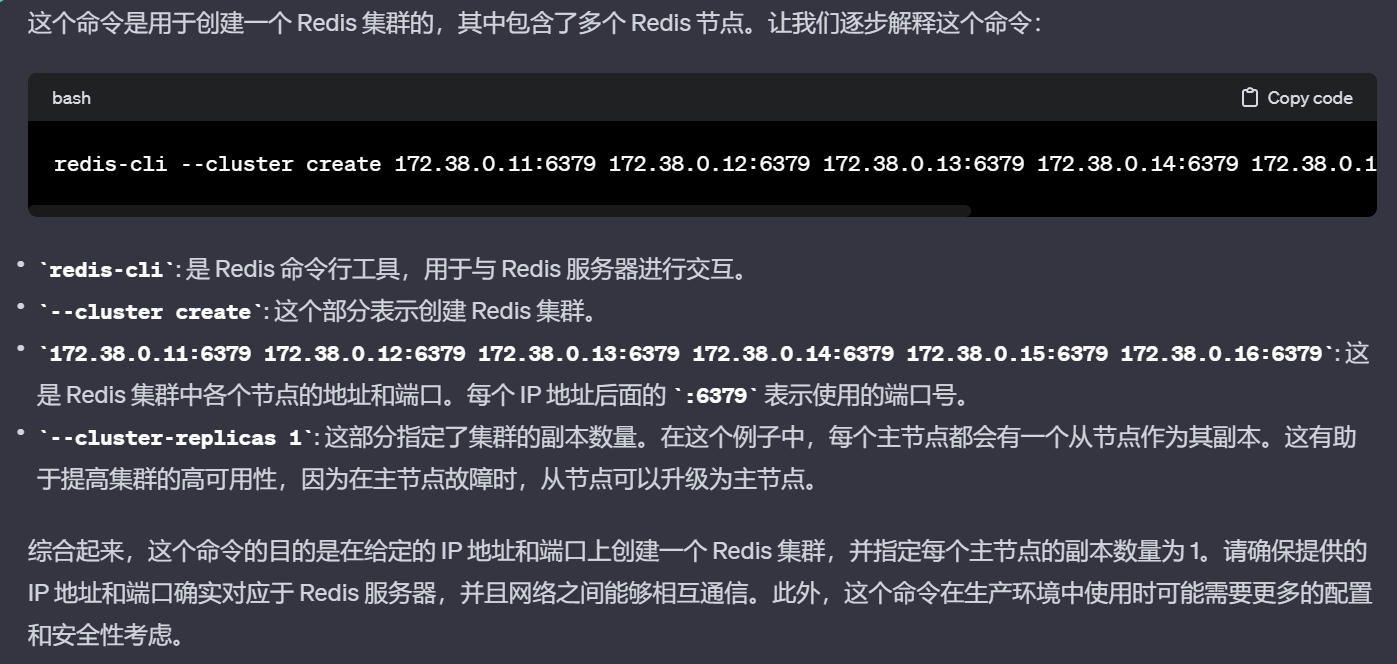 这个命令是用于创建一个 Redis 集群的，其中包含了多个 Redis 节点。让我们逐步解释这个命令：
bash
Copy code
redis-cli --cluster create 172.38.0.11:6379 172.38.0.12:6379 172.38.0.13:6379 172.38.0.14:6379 172.38.0.1
• `redis-cli`: 是 Redis 命令行工具，用于与 Redis 服务器进行交互。
• `--cluster create`: 这个部分表示创建 Redis 集群。
• `172.38.0.11:6379 172.38.0.12:6379 172.38.0.13:6379 172.38.0.14:6379 172.38.0.15:6379 172.38.0.16:6379`: 这
是 Redis 集群中各个节点的地址和端口。每个 IP 地址后面的 `:6379` 表示使用的端口号。
• `--cluster-replicas 1`: 这部分指定了集群的副本数量。在这个例子中，每个主节点都会有一个从节点作为其副本。这有助
于提高集群的高可用性，因为在主节点故障时，从节点可以升级为主节点。
综合起来，这个命令的目的是在给定的 IP 地址和端口上创建一个 Redis 集群，并指定每个主节点的副本数量为 1。请确保提供的
IP 地址和端口确实对应于 Redis 服务器，并且网络之间能够相互通信。此外，这个命令在生产环境中使用时可能需要更多的配置
和安全性考虑。